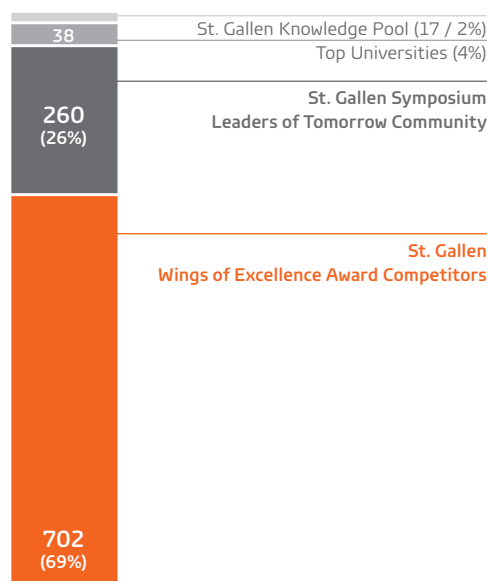 St. Gallen Knowledge Pool (17 / 2%)
38
Top Universities (4%)
260
(26%)
St. Gallen Symposium
Leaders of Tomorrow Community
St. Gallen
Wings of Excellence Award Competitors
702
(69%)